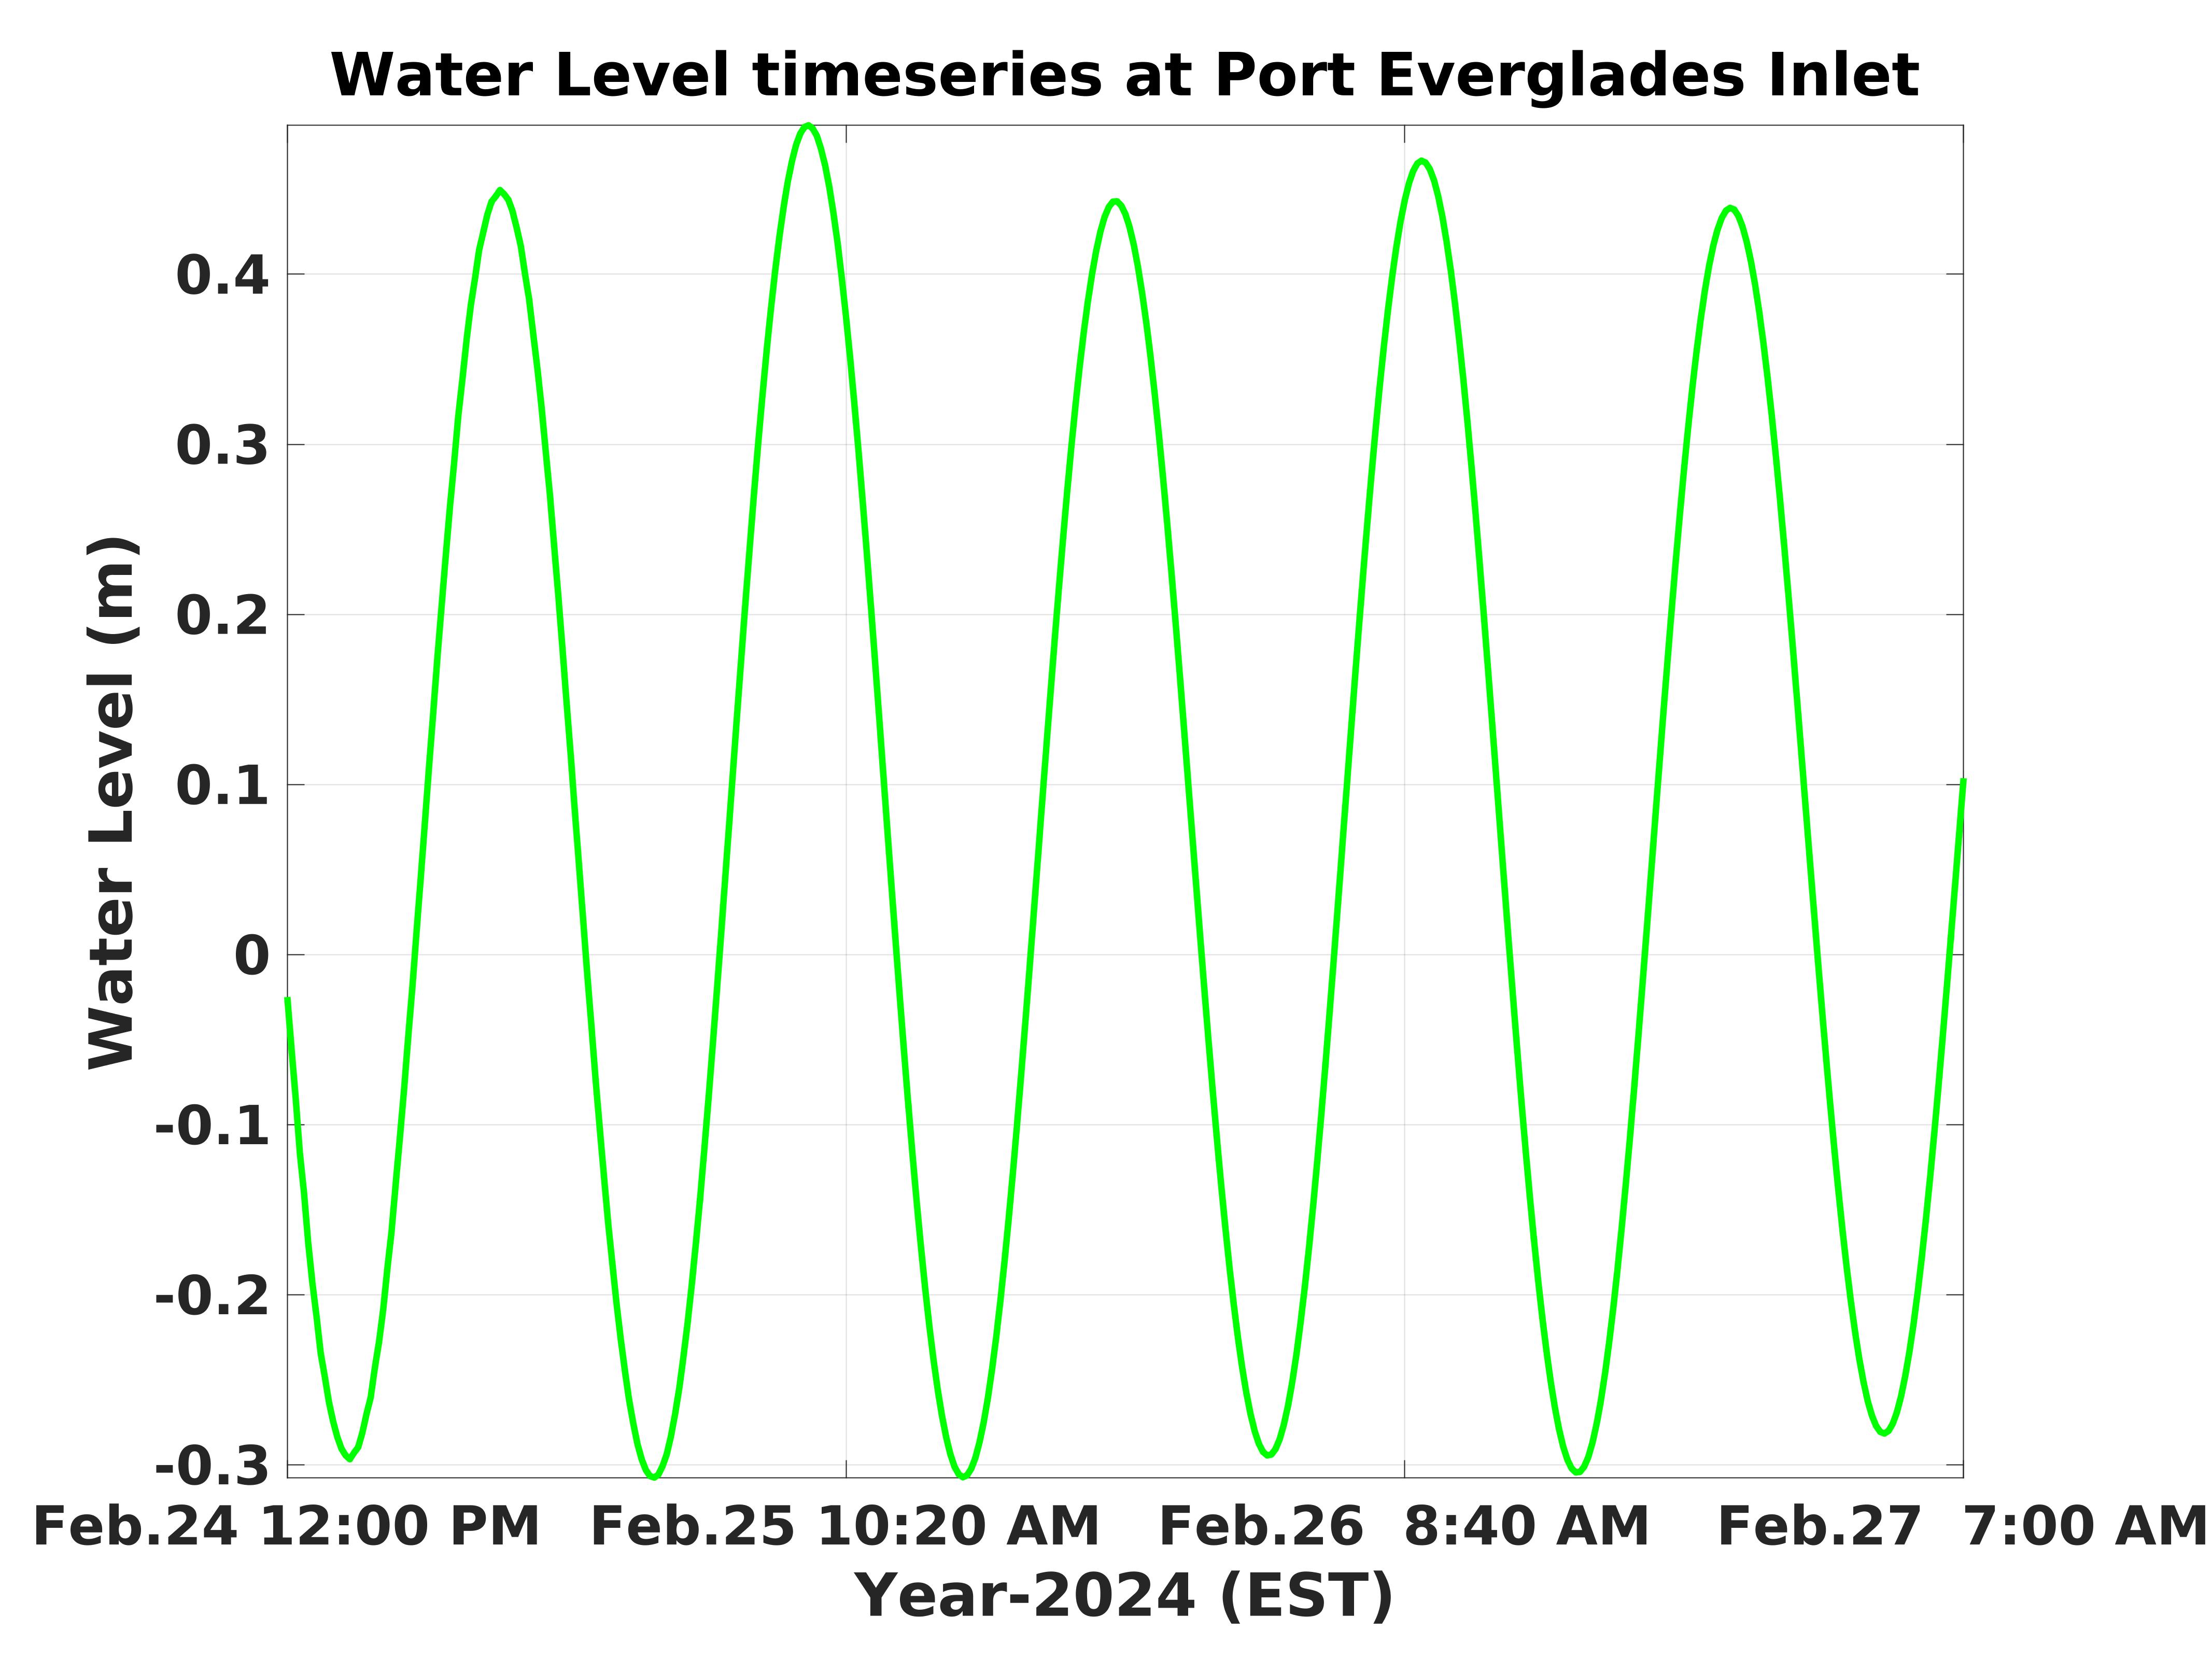 Water Level timeseries at Port Everglades Inlet
Water Level (m)
0.4
0.3
0.2
0.1
0
-0.1
-0.2
-0.3
Feb.24 12:00 PM Feb.25 10:20 AM Feb.26 8:40 AM Feb.27 7:00 AM
Year-2024 (EST)